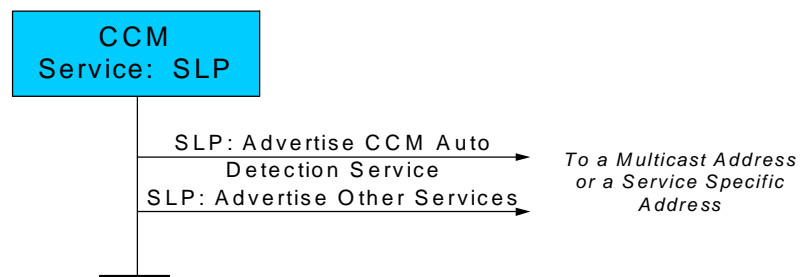 CCM
Service: SLP
SLP: Advertise CCM Auto
Detection Service
SLP: Advertise Other Services
To a Multicast Address
or a Service Specific
Address